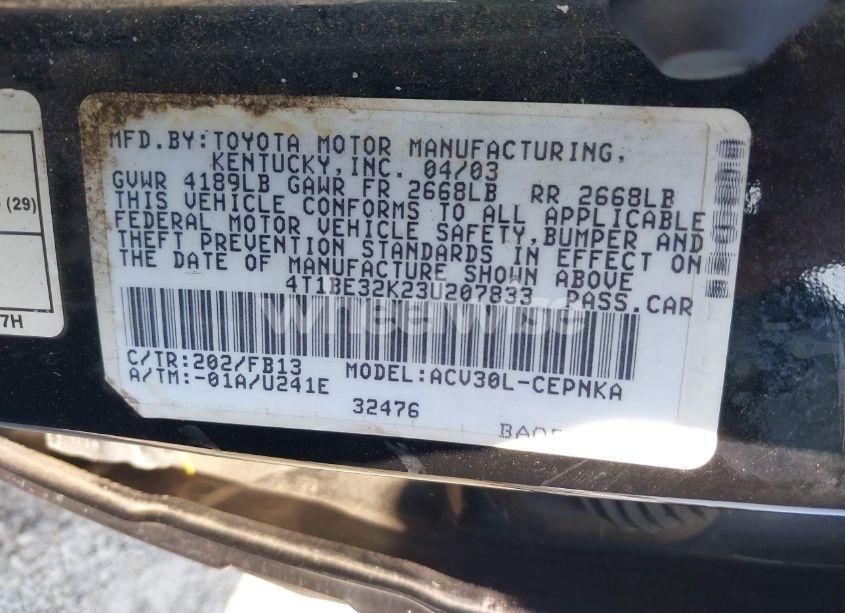 MFD.BY:TOYOTA MOTOR MANUFACTURING,
KENTUCKY,INC. 04/03
GVWR 4189LB GAWR FR 2668LB RR 2668LB
THIS VEHICLE CONFORMS TO ALL APPLICABLE
FEDERAL MOTOR VEHICLE SAFETY,BUMPER AND
THEFT PREVENTION STANDARDS IN EFFECT ON
THE DATE OF MANUFACTURE SHOWN ABOVE
4T1BE32K23U207833 PASS.CAR
C/TR:202/FB13 MODEL:ACV30L-CEPNKA
A/TM:-01A/U241E
32476
(29)
7H